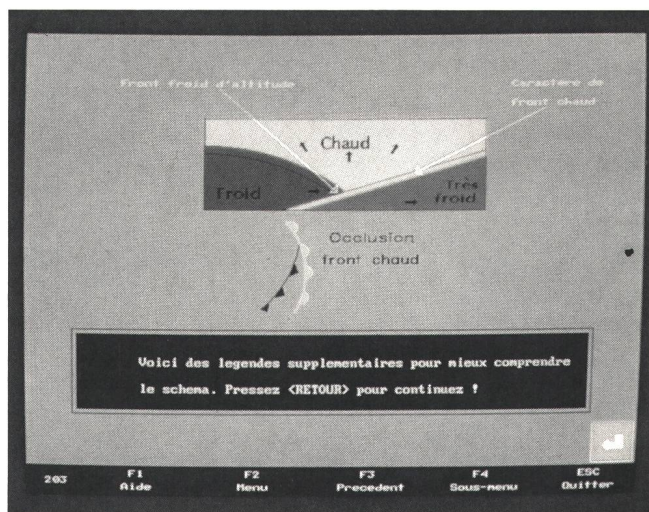 Front froid d'altitude
Caractère de
front chaud
Chaud
Froid
Très
froid
Occlusion
front chaud
Voici des legendes supplementaires pour mieux comprendre
le schema. Pressez <RETOUR> pour continuez !
203
F1
Aide
F2
Menu
F3
Precedent
F4
Sous-menu
ESC
Quitter